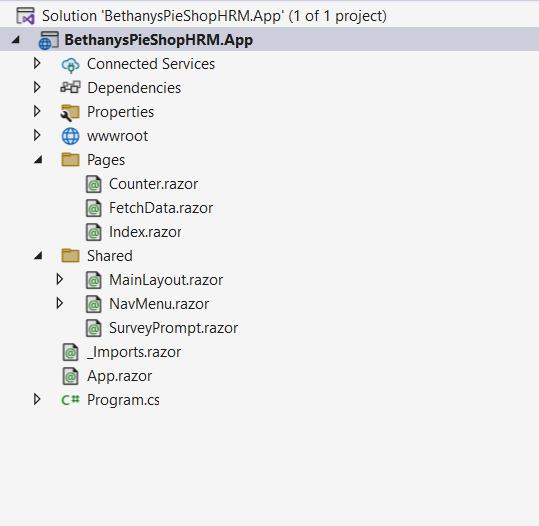 Solution 'BethanysPieShopHRM.App' (1 of 1 project)
BethanysPieShopHRM.App
Connected Services
Dependencies
Properties
wwwroot
Pages
Counter.razor
FetchData.razor
Index.razor
Shared
MainLayout.razor
NavMenu.razor
SurveyPrompt.razor
_Imports.razor
App.razor
C# Program.cs